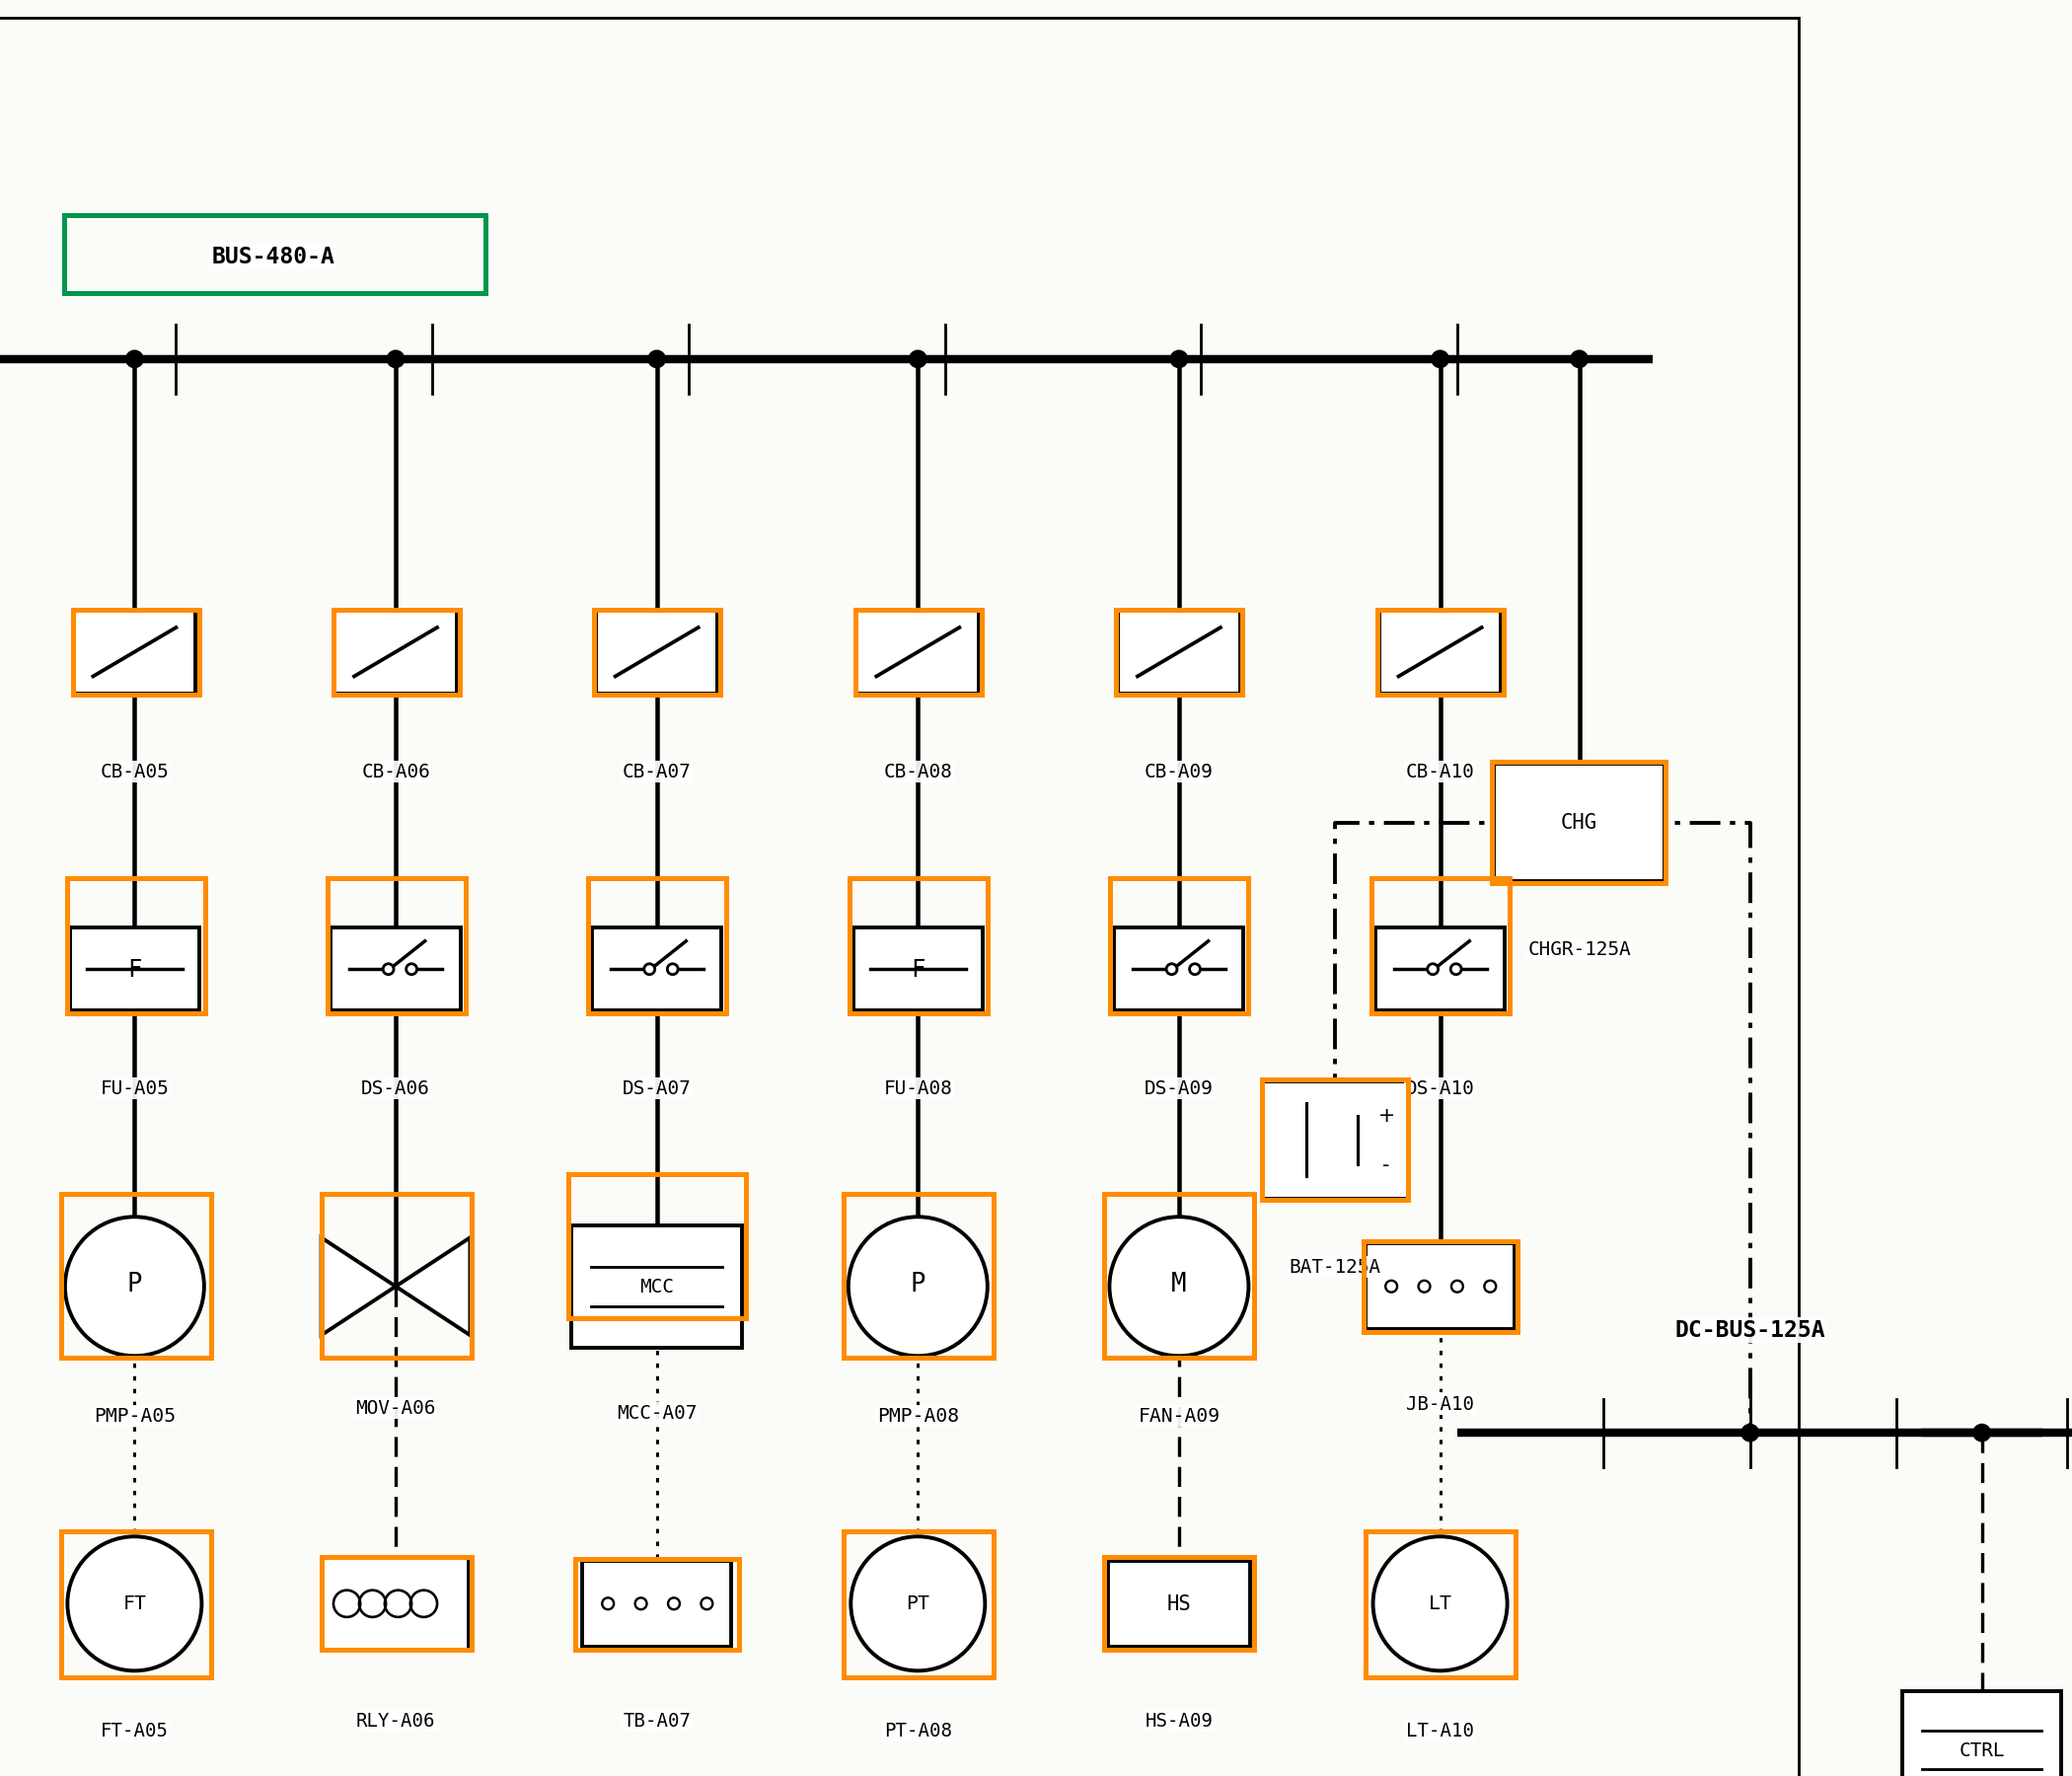 BUS-480-A
CB-A05 CB-A06 CB-A07 CB-A08 CB-A09 CB-A10
CHG
CHGR-125A
F F
FU-A05 DS-A06 DS-A07 FU-A08 DS-A09 DS-A10
+
-
BAT-125A
P MCC P M
DC-BUS-125A
PMP-A05 MOV-A06 MCC-A07 PMP-A08 FAN-A09 JB-A10
FT PT HS LT
FT-A05 RLY-A06 TB-A07 PT-A08 HS-A09 LT-A10
CTRL